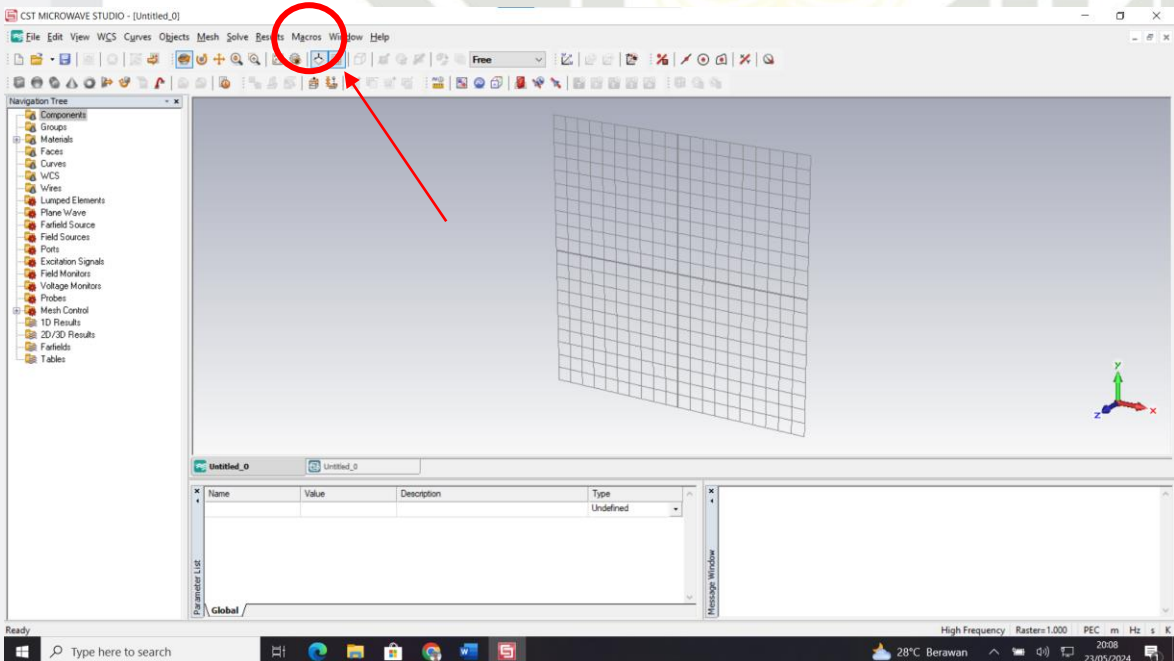 CST MICROWAVE STUDIO - [Untitled_0]
File Edit View WCS Curves Objects Mesh Solve Results Macros Window Help
Free
Navigation Tree
Components
Groups
Materials
Faces
Curves
WCS
Wires
Lumped Elements
Plane Wave
Farfield Source
Field Sources
Ports
Excitation Signals
Field Monitors
Voltage Monitors
Probes
Mesh Control
1D Results
2D/3D Results
Farfields
Tables
y
x
z
Untitled_0 Untitled_0
Name Value Description Type
Undefined
Parameter List
Global
Message Window
Ready High Frequency Raster=1.000 PEC m Hz s K
Type here to search 28°C Berawan 20:08
23/05/2024